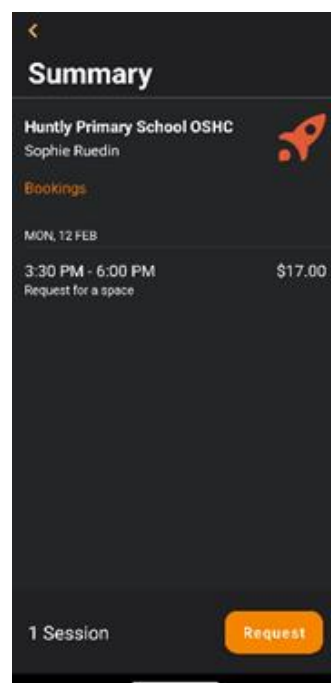 Summary
Huntly Primary School OSHC
Sophie Ruedin
Bookings
MON, 12 FEB
3:30 PM - 6:00 PM $17.00
Request for a space
1 Session Request